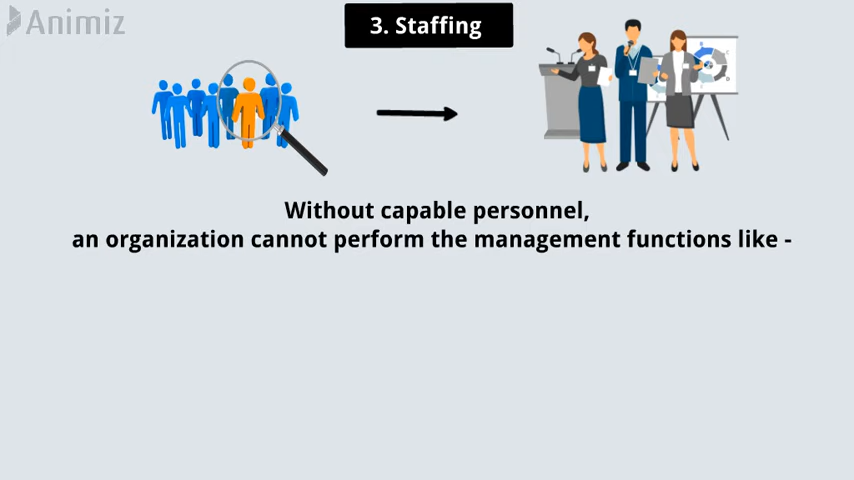 Animiz
3. Staffing
Without capable personnel,
an organization cannot perform the management functions like -